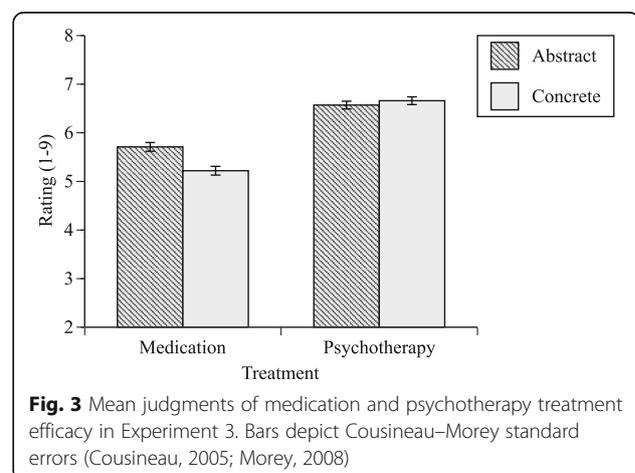 8
7
6
5
4
3
2
Rating (1-9)
Abstract
Concrete
Medication
Psychotherapy
Treatment
Fig. 3 Mean judgments of medication and psychotherapy treatment
efficacy in Experiment 3. Bars depict Cousineau–Morey standard
errors (Cousineau, 2005; Morey, 2008)